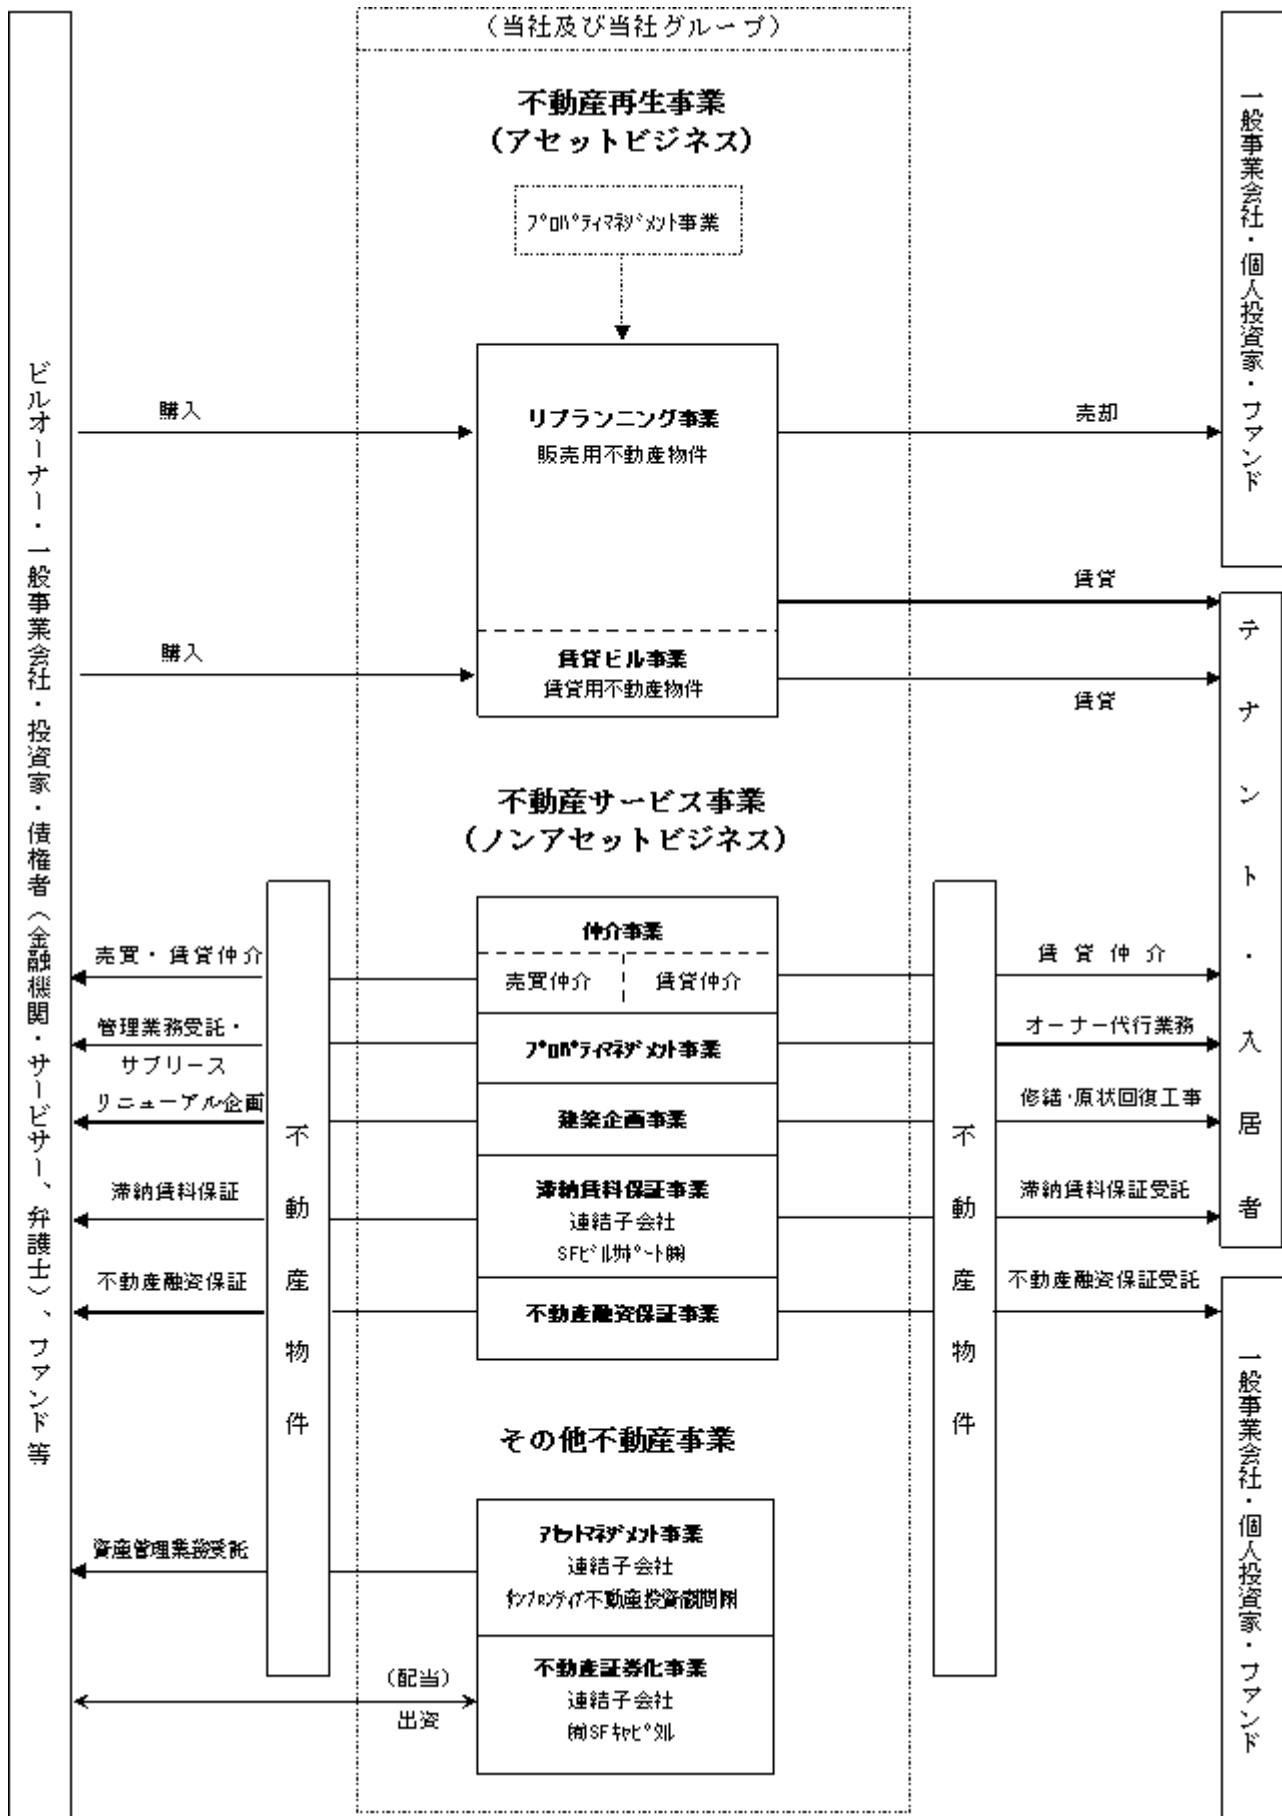 （当社及び当社グループ）
不動産再生事業
（アセットビジネス）
ﾌﾟﾛﾊﾟﾃｨﾏﾈｼﾞﾒﾝﾄ事業
リプランニング事業
販売用不動産物件
賃貸ビル事業
賃貸用不動産物件
購入
購入
売却
賃貸
賃貸
ビルオーナー・一般事業会社・投資家・債権者（金融機関・サービサー、弁護士）、ファンド等
一般事業会社・個人投資家・ファンド
テナント・入居者
不動産サービス事業
（ノンアセットビジネス）
仲介事業
売買仲介
賃貸仲介
ﾌﾟﾛﾊﾟﾃｨﾏﾈｼﾞﾒﾝﾄ事業
建築企画事業
滞納賃料保証事業
連結子会社
SFﾋﾞﾙｻﾎﾟｰﾄ㈱
不動産融資保証事業
売買・賃貸仲介
管理業務受託・
サブリース
リニューアル企画
滞納賃料保証
不動産融資保証
不動産物件
賃貸仲介
オーナー代行業務
修繕･原状回復工事
滞納賃料保証受託
不動産融資保証受託
不動産物件
一般事業会社・個人投資家・ファンド
その他不動産事業
ｱｾｯﾄﾏﾈｼﾞﾒﾝﾄ事業
連結子会社
ｻﾝﾌﾛﾝﾃｨｱ不動産投資顧問㈱
不動産証券化事業
連結子会社
㈲SFｷｬﾋﾟﾀﾙ
資産管理業務受託
（配当）
出資